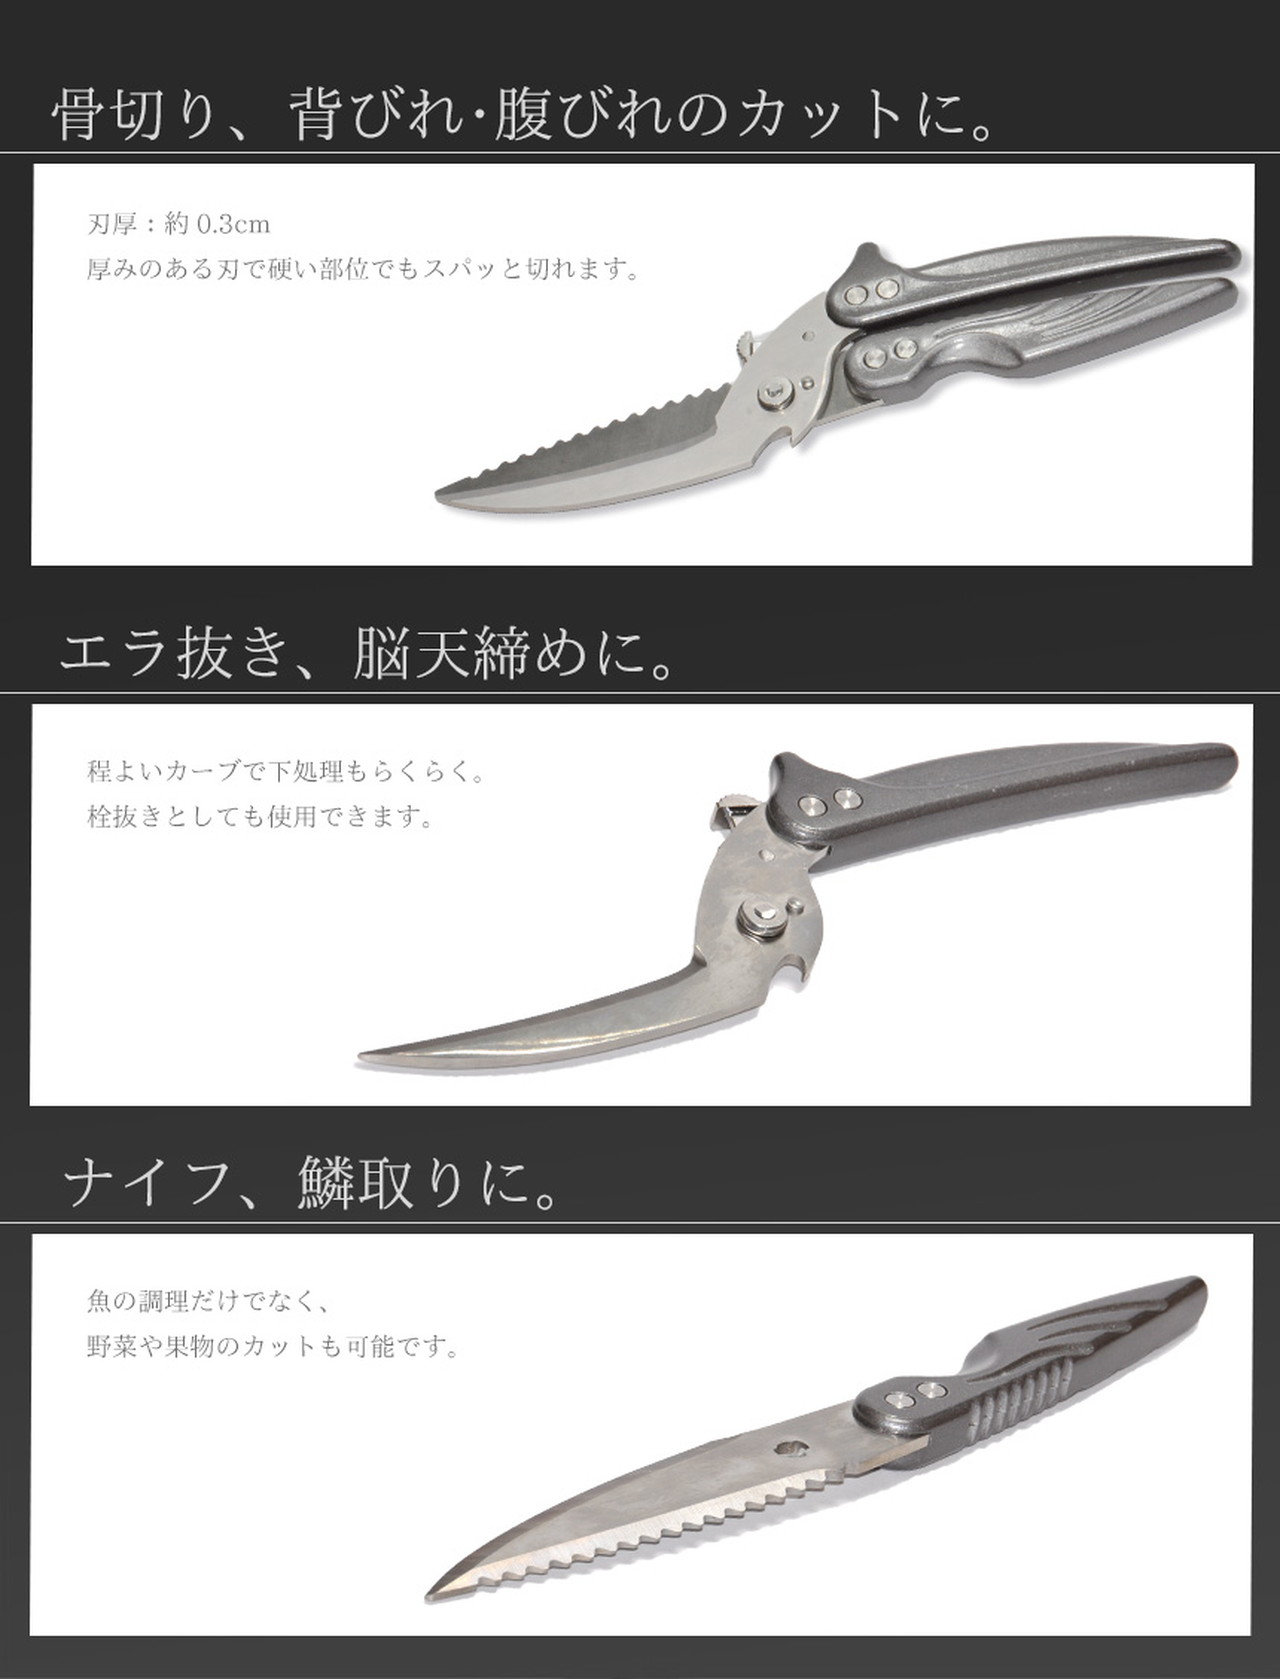 骨切り、背びれ・腹びれのカットに。
刃厚：約 0.3cm
厚みのある刃で硬い部位でもスパッと切れます。
エラ抜き、脳天締めに。
程よいカーブで下処理もらくらく。
栓抜きとしても使用できます。
ナイフ、鱗取りに。
魚の調理だけでなく、
野菜や果物のカットも可能です。